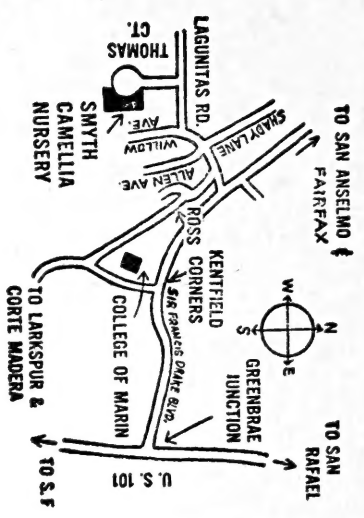 TO SAN ANSELMO &
FAIRFAX
TO SAN
RAFAEL
N
W
E
S
LAGUNITAS RD.
THOMAS
CT.
SHADY LANE
WILLOW
AVE.
ALLEN AVE.
SMYTH
CAMELLIA
NURSERY
ROSS
CORNERS
KENTFIELD
SIR FRANCIS DRAKE BLVD.
GREENBRAE
JUNCTION
COLLEGE OF MARIN
U.S. 101
TO LARKSPUR &
CORTE MADERA
TO S.F